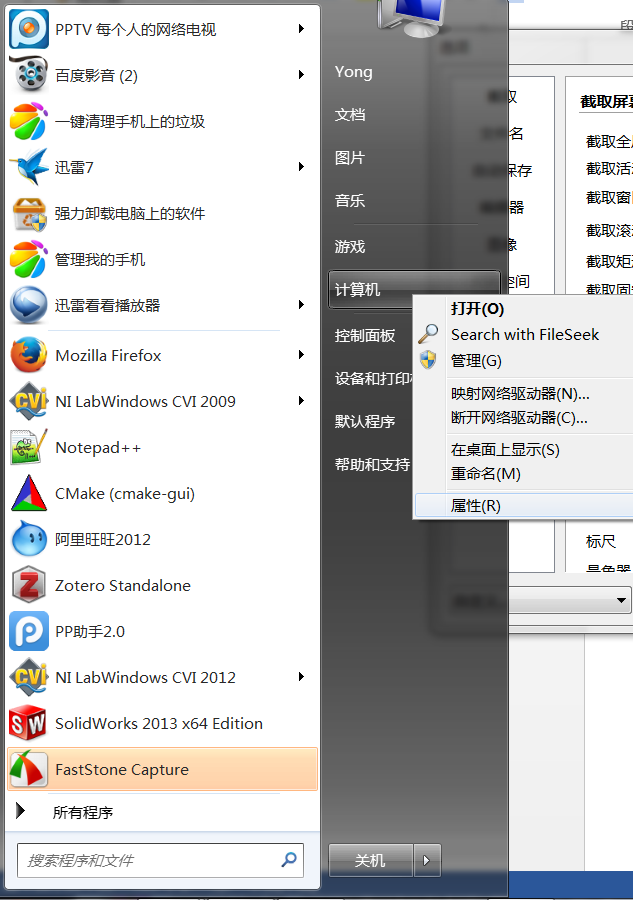 PPTV 每个人的网络电视
百度影音 (2)
一键清理手机上的垃圾
迅雷7
强力卸载电脑上的软件
管理我的手机
迅雷看看播放器
Mozilla Firefox
NI LabWindows CVI 2009
Notepad++
CMake (cmake-gui)
阿里旺旺2012
Zotero Standalone
PP助手2.0
NI LabWindows CVI 2012
SolidWorks 2013 x64 Edition
FastStone Capture
所有程序
搜索程序和文件
Yong
文档
图片
音乐
游戏
计算机
控制面板
设备和打印
默认程序
帮助和支持
关机
打开(O)
Search with FileSeek
管理(G)
映射网络驱动器(N)...
断开网络驱动器(C)...
在桌面上显示(S)
重命名(M)
属性(R)
段
截取屏幕
截取全
截取活
截取窗
截取滚
截取矩
截取固
标尺